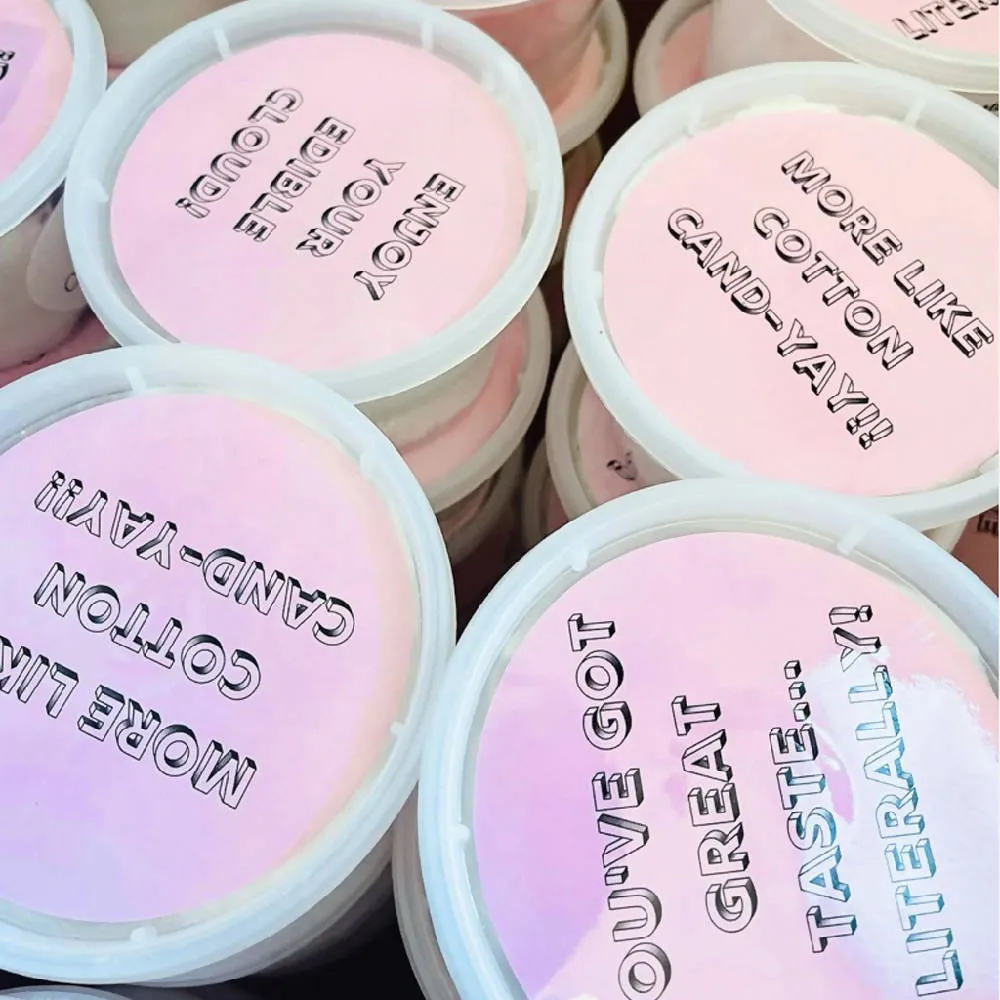 ENJOY
YOUR
EDIBLE
CLOUD!
MORE LIKE
COTTON
CAND-YAY!!
MORE LIK
COTTON
CAND-YAY!!
OU'VE GOT
GREAT
TASTE...
LITERALLY!
LITER